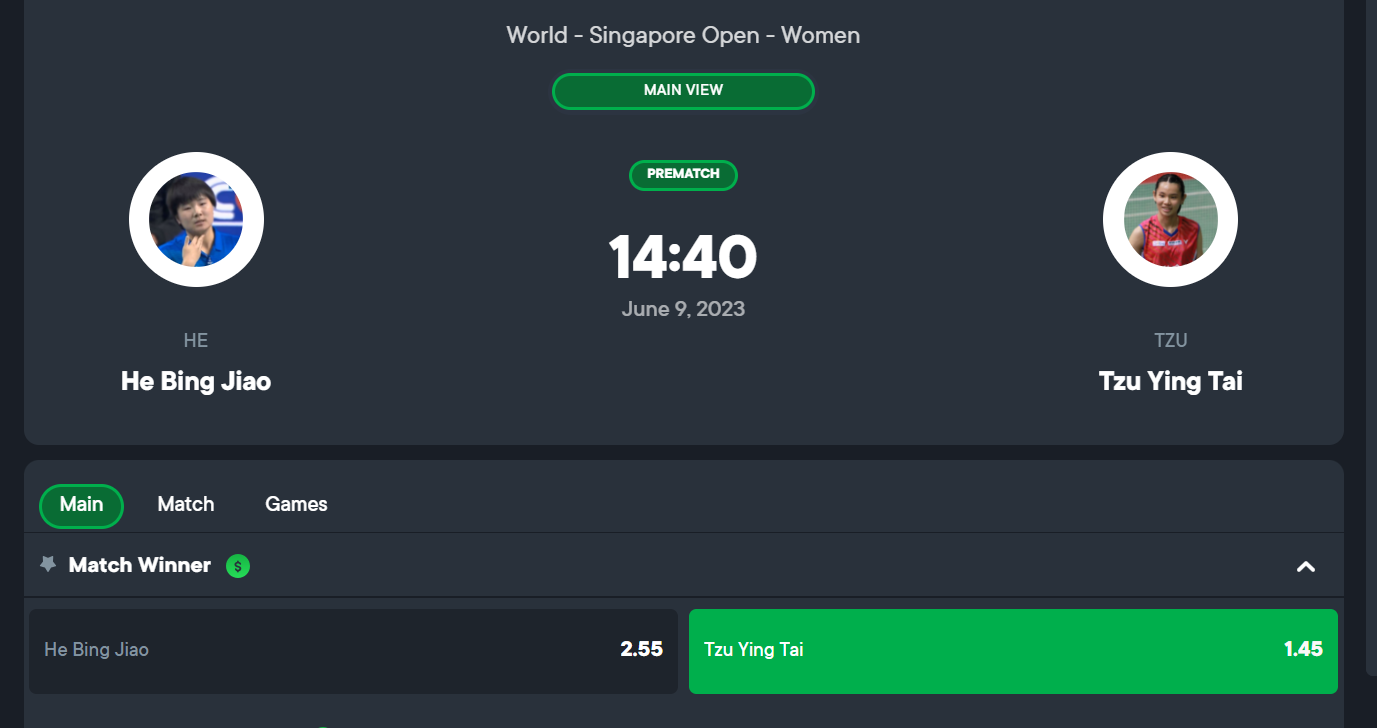 World - Singapore Open - Women
MAIN VIEW
PREMATCH
14:40
June 9, 2023
HE
He Bing Jiao
TZU
Tzu Ying Tai
Main Match Games
Match Winner $
He Bing Jiao 2.55
Tzu Ying Tai 1.45